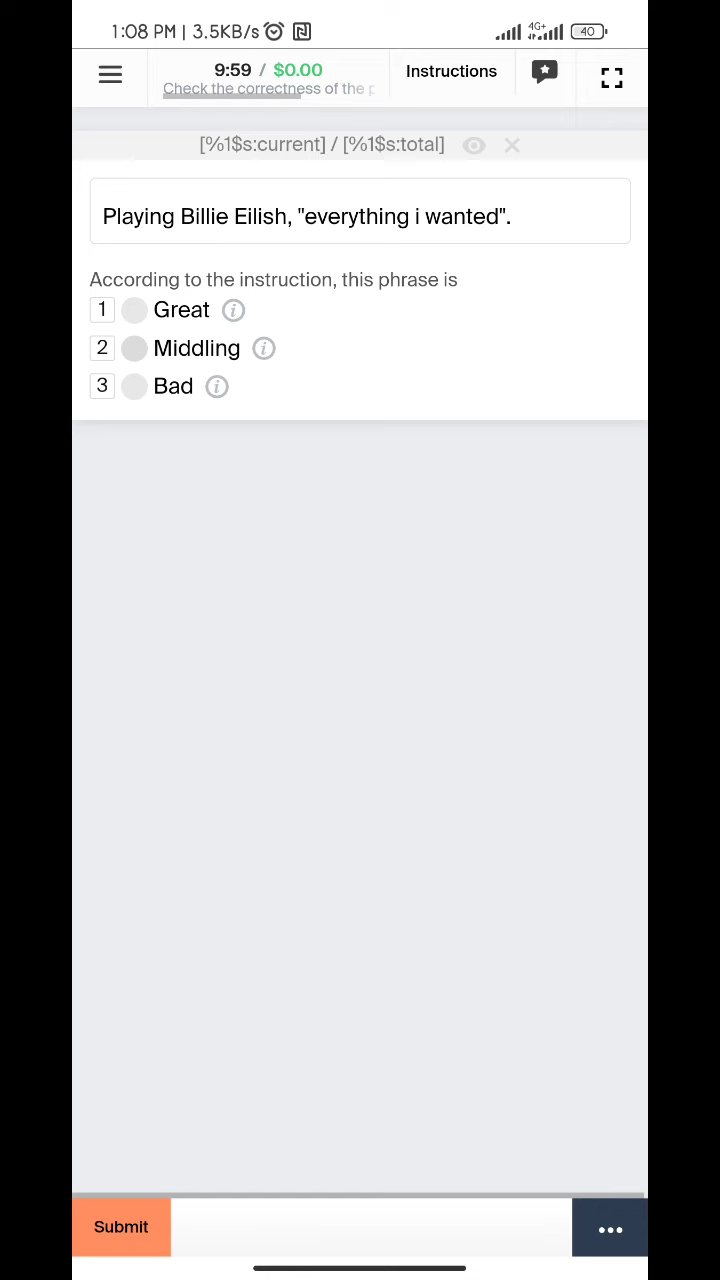 1:08 PM | 3.5KB/s 4G+ 40
9:59 / $0.00
Check the correctness of the p
Instructions
[%1$s:current] / [%1$s:total]
Playing Billie Eilish, "everything i wanted".
According to the instruction, this phrase is
1 Great i
2 Middling i
3 Bad i
Submit